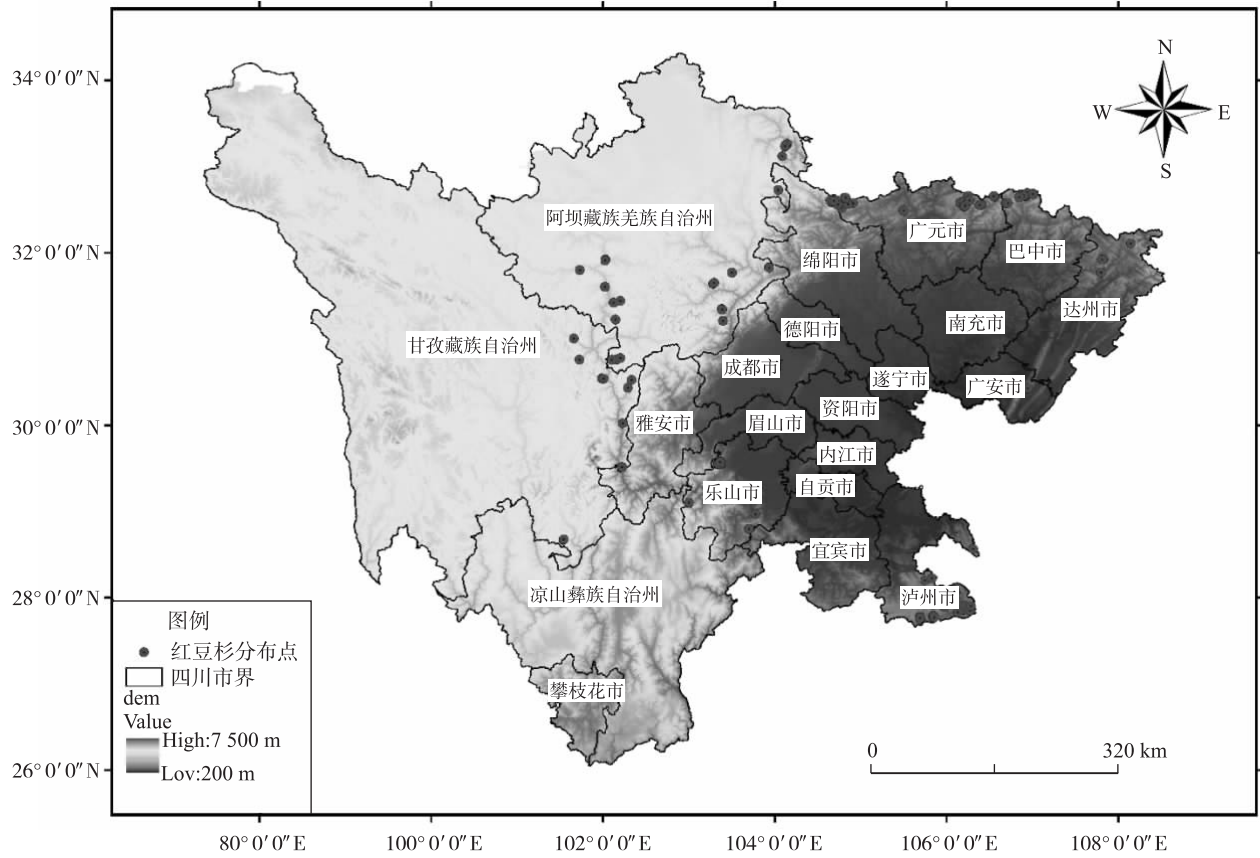 34°0′0″N
32°0′0″N
30°0′0″N
28°0′0″N
26°0′0″N
N
W
E
S
阿坝藏族羌族自治州
广元市
巴中市
绵阳市
达州市
南充市
德阳市
甘孜藏族自治州
成都市
遂宁市
广安市
资阳市
雅安市
眉山市
内江市
自贡市
乐山市
宜宾市
凉山彝族自治州
泸州市
攀枝花市
图例
红豆杉分布点
四川市界
dem
Value
High:7 500 m
Lov:200 m
0 320 km
80°0′0″E 100°0′0″E 102°0′0″E 104°0′0″E 106°0′0″E 108°0′0″E